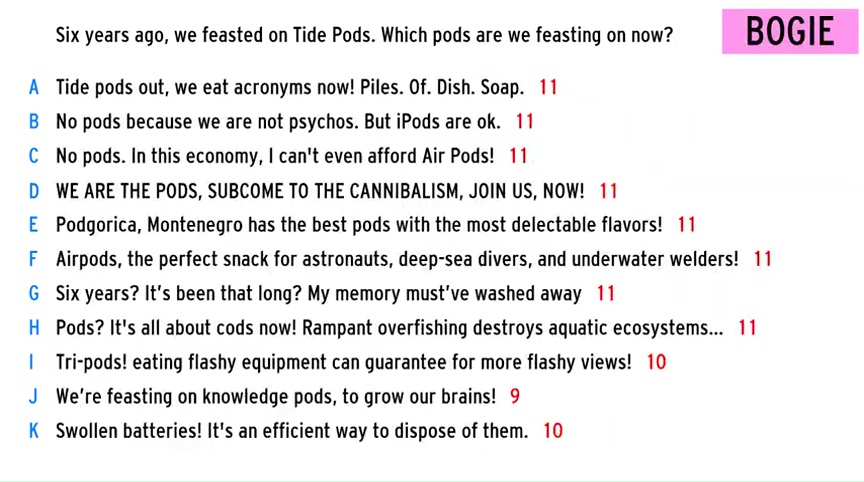 Six years ago, we feasted on Tide Pods. Which pods are we feasting on now?
BOGIE
A Tide pods out, we eat acronyms now! Piles. Of. Dish. Soap. 11
B No pods because we are not psychos. But iPods are ok. 11
C No pods. In this economy, I can't even afford Air Pods! 11
D WE ARE THE PODS, SUBCOME TO THE CANNIBALISM, JOIN US, NOW! 11
E Podgorica, Montenegro has the best pods with the most delectable flavors! 11
F Airpods, the perfect snack for astronauts, deep-sea divers, and underwater welders! 11
G Six years? It’s been that long? My memory must’ve washed away 11
H Pods? It's all about cods now! Rampant overfishing destroys aquatic ecosystems... 11
I Tri-pods! eating flashy equipment can guarantee for more flashy views! 10
J We’re feasting on knowledge pods, to grow our brains! 9
K Swollen batteries! It's an efficient way to dispose of them. 10